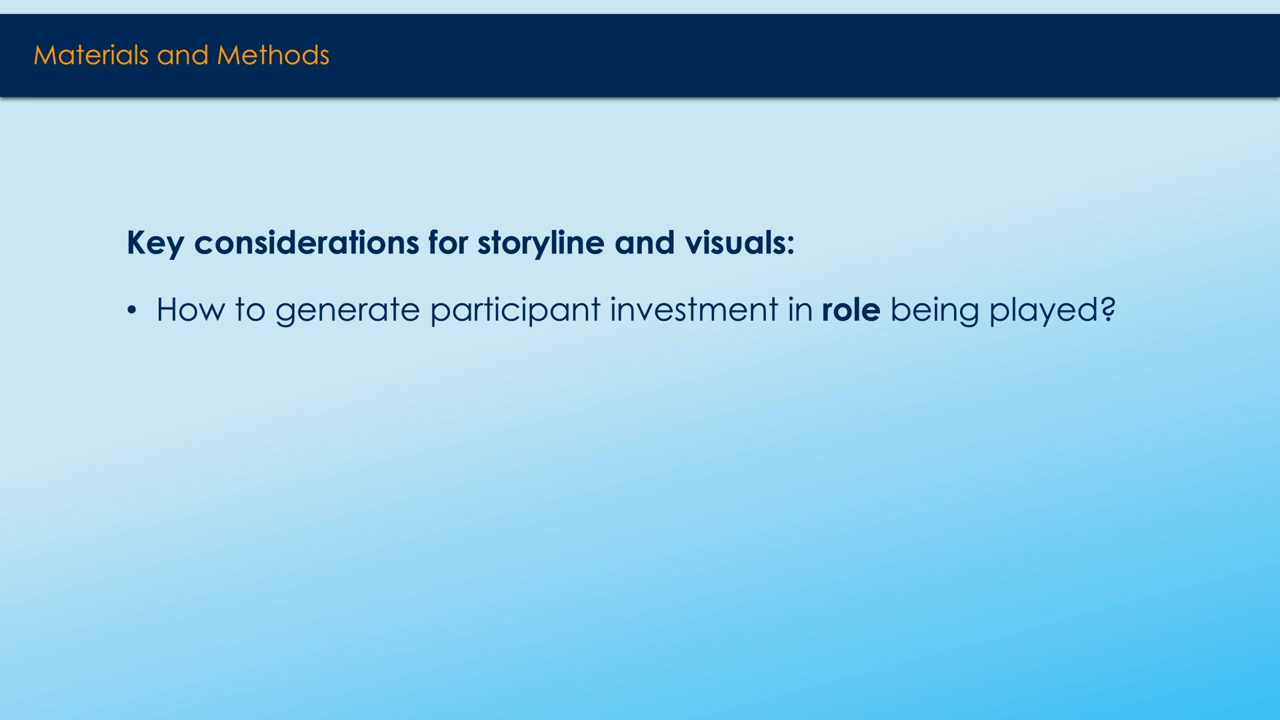 Materials and Methods
Key considerations for storyline and visuals:
• How to generate participant investment in role being played?